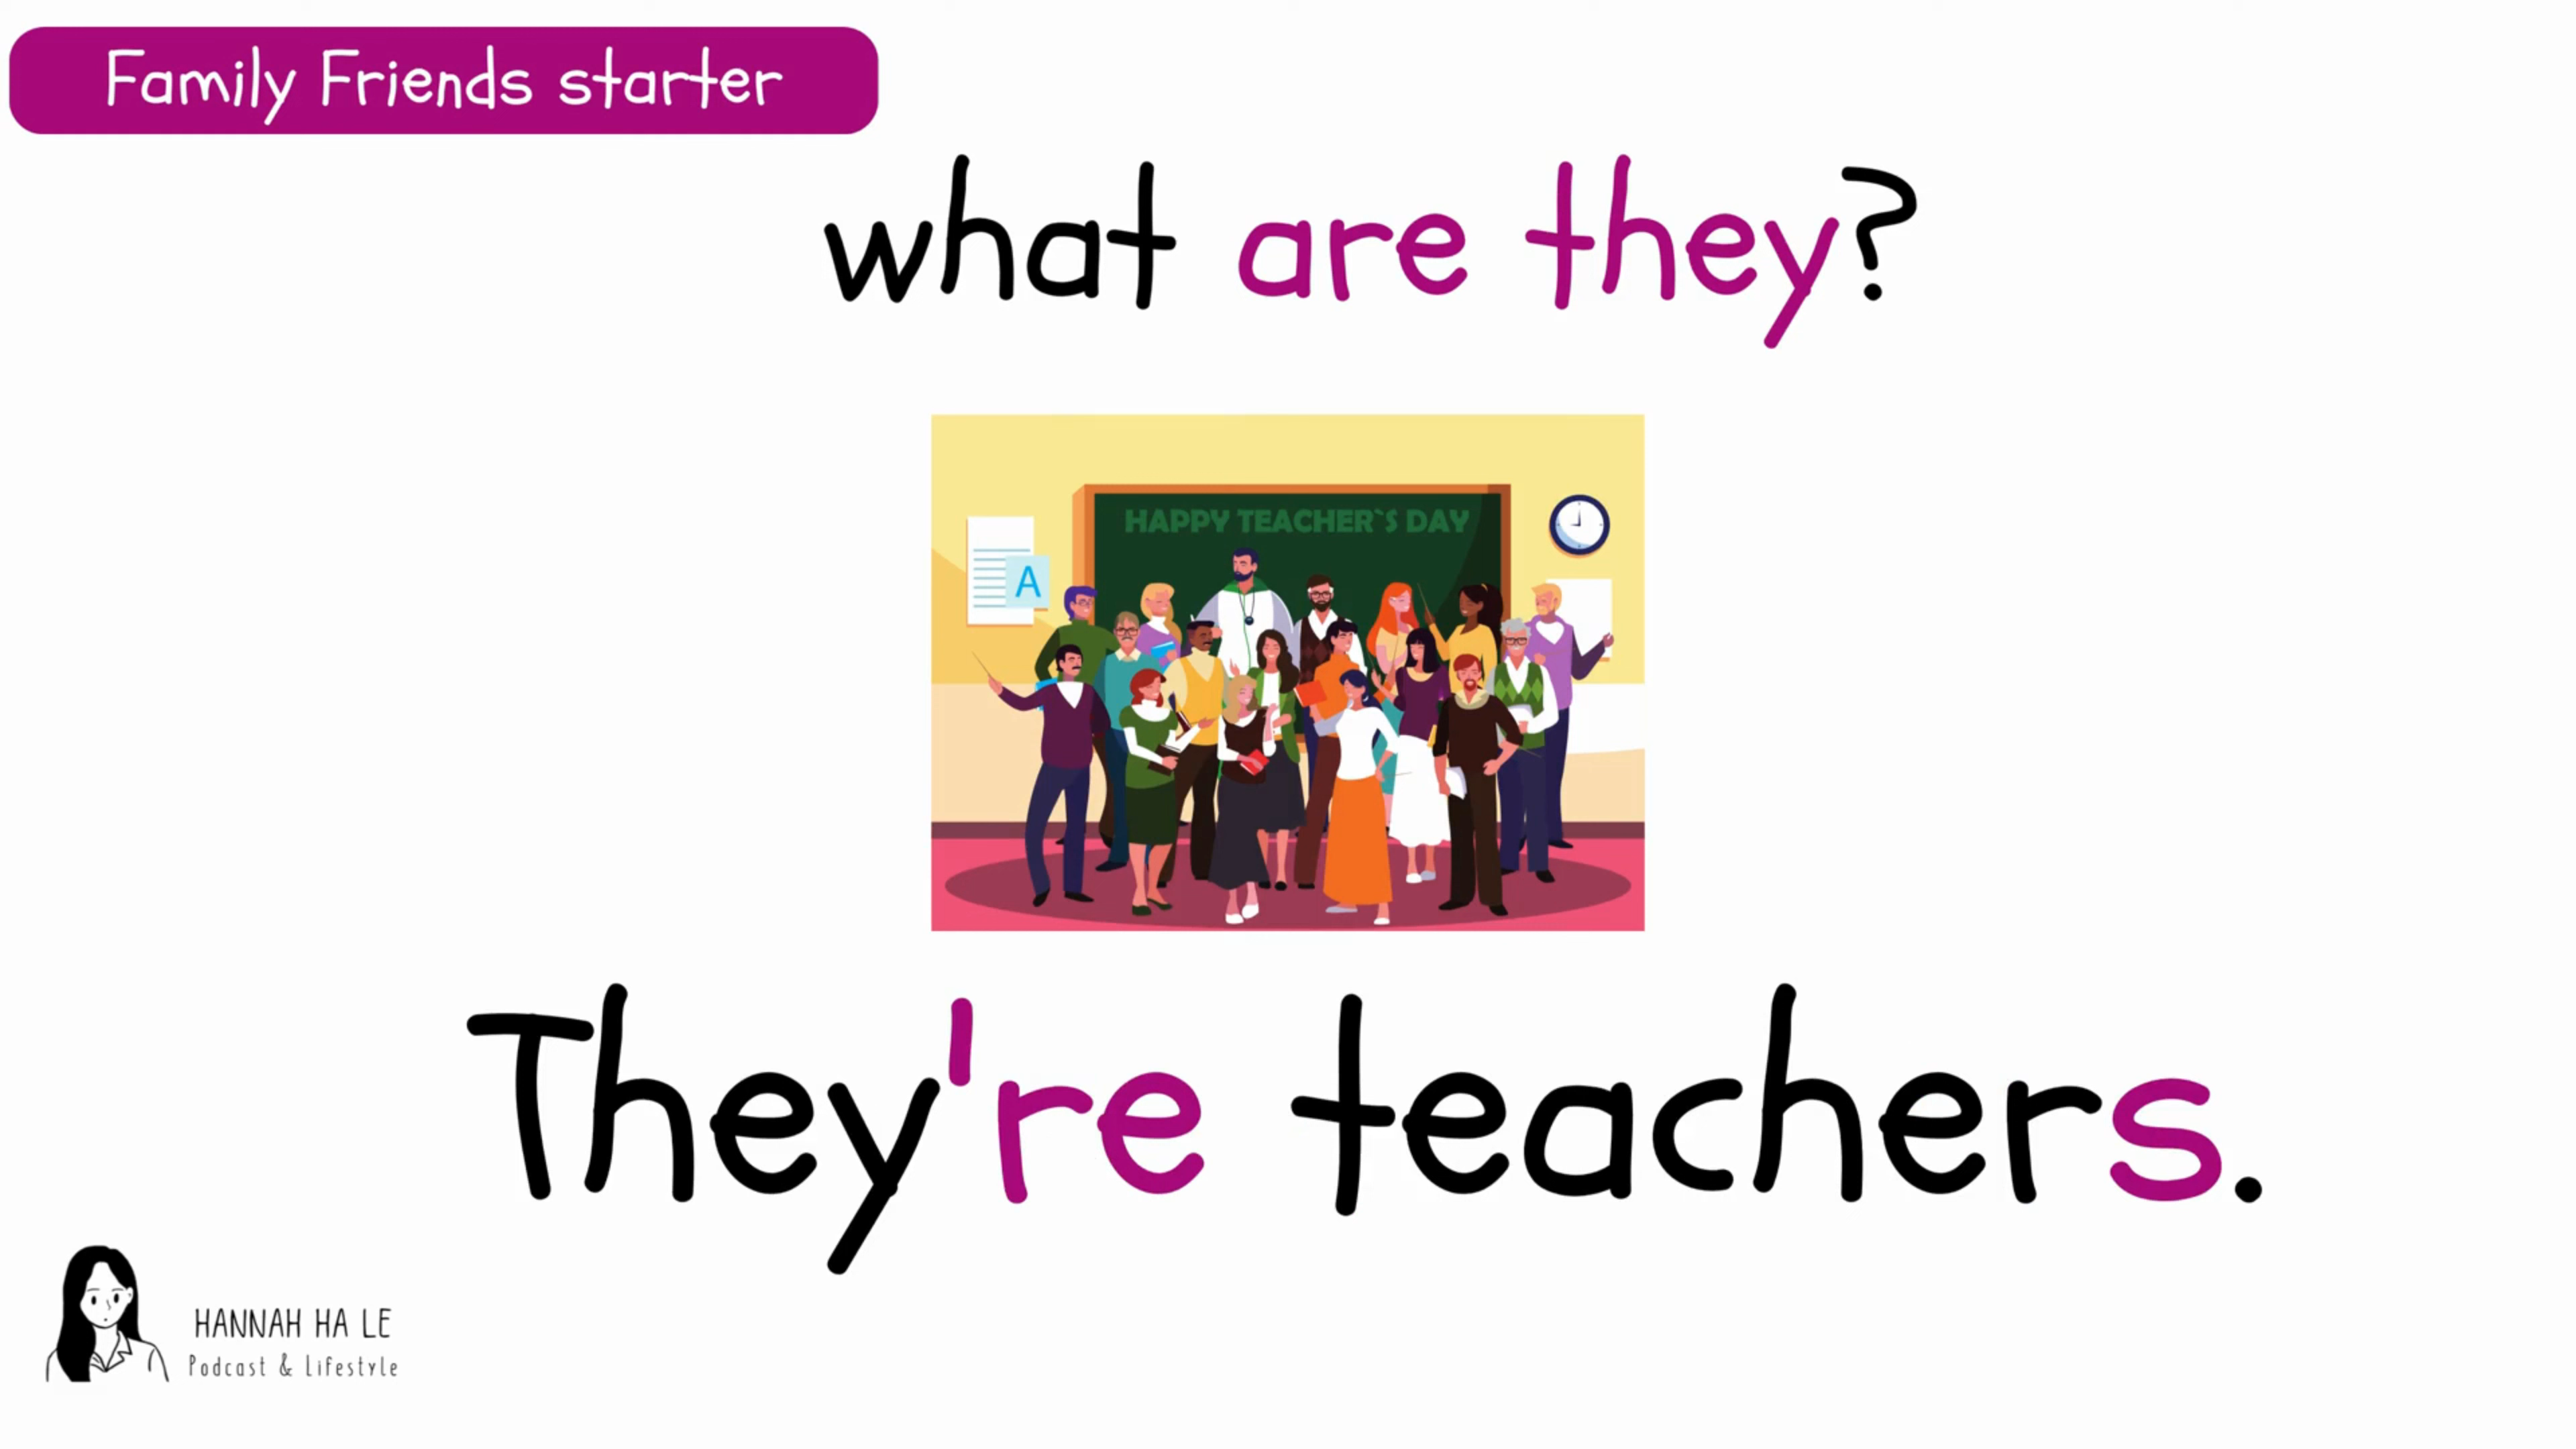 Family Friends starter
what are they?
HAPPY TEACHER`S DAY
A
They're teachers.
HANNAH HA LE
Podcast & Lifestyle